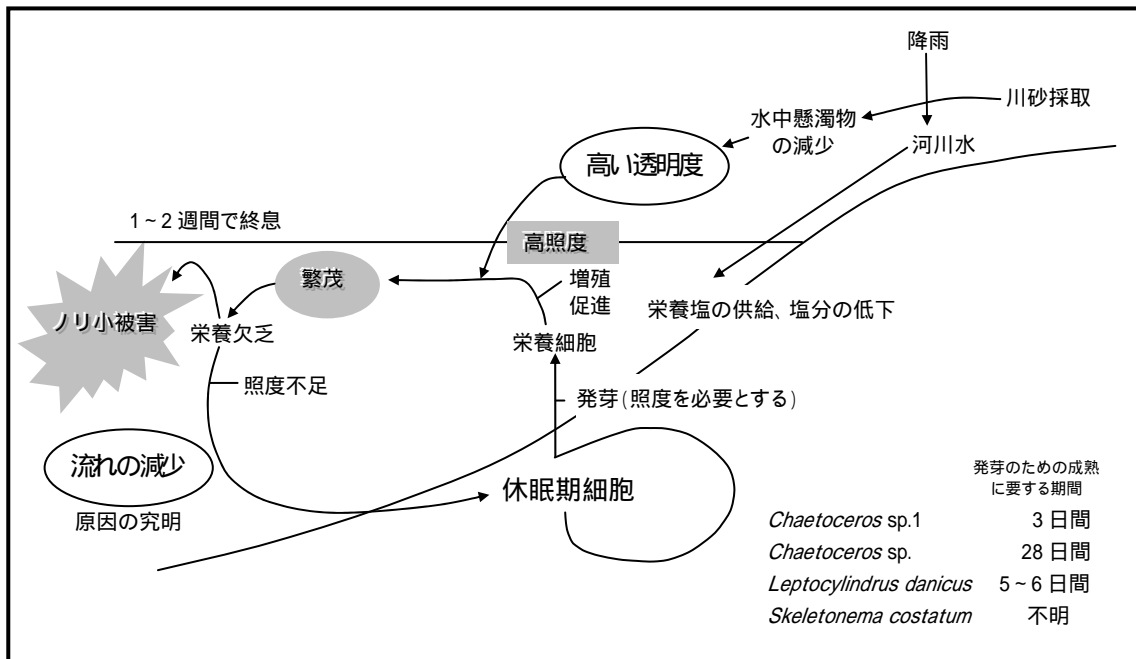 降雨
川砂採取
水中懸濁物
の減少
河川水
高い透明度
1~2 週間で終息
高照度
繁茂
増殖
促進
ノリ小被害
栄養欠乏
栄養細胞
栄養塩の供給、塩分の低下
照度不足
発芽(照度を必要とする)
流れの減少
原因の究明
休眠期細胞
発芽のための成熟
に要する期間
Chaetoceros sp.1 3 日間
Chaetoceros sp. 28 日間
Leptocylindrus danicus 5~6 日間
Skeletonema costatum 不明